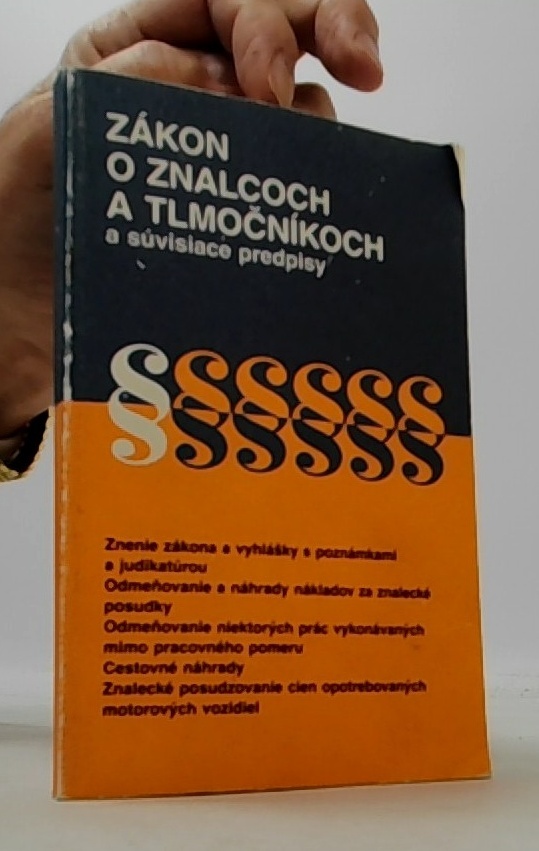 ZÁKON
O ZNALCOCH
A TLMOČNÍKOCH
a súvisiace predpisy
§§§§§§
Znenie zákona a vyhlášky s poznámkami
a judikatúrou
Odmeňovanie a náhrady nákladov za znalecké
posudky
Odmeňovanie niektorých prác vykonávaných
mimo pracovného pomeru
Cestovné náhrady
Znalecké posudzovanie cien opotrebovaných
motorových vozidiel